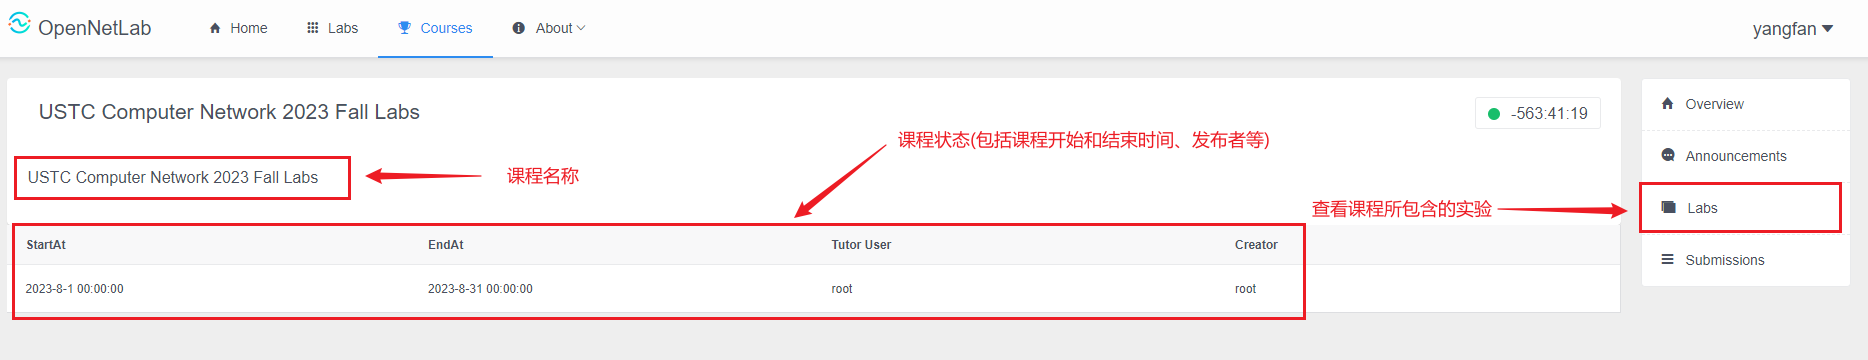 OpenNetLab
Home
Labs
Courses
About
yangfan
USTC Computer Network 2023 Fall Labs
-563:41:19
课程状态(包括课程开始和结束时间、发布者等)
USTC Computer Network 2023 Fall Labs
课程名称
StartAt EndAt Tutor User Creator
2023-8-1 00:00:00 2023-8-31 00:00:00 root root
查看课程所包含的实验
Overview
Announcements
Labs
Submissions